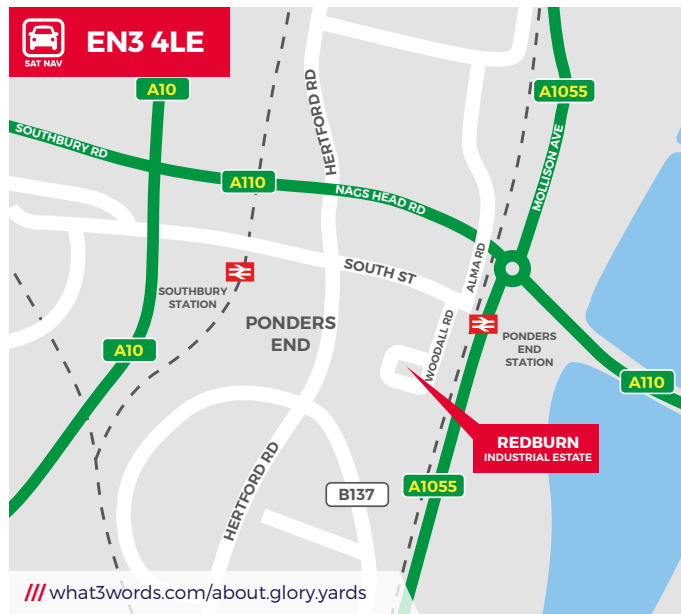 SAT NAV
EN3 4LE
A10
A1055
SOUTHBURY RD
HERTFORD RD
MOLLISON AVE
A110
NAGS HEAD RD
SOUTH ST
ALMA RD
SOUTHBURY
STATION
PONDERS
END
WOODALL RD
PONDERS
END
STATION
A10
A110
REDBURN
INDUSTRIAL ESTATE
HERTFORD RD
B137
A1055
/// what3words.com/about.glory.yards